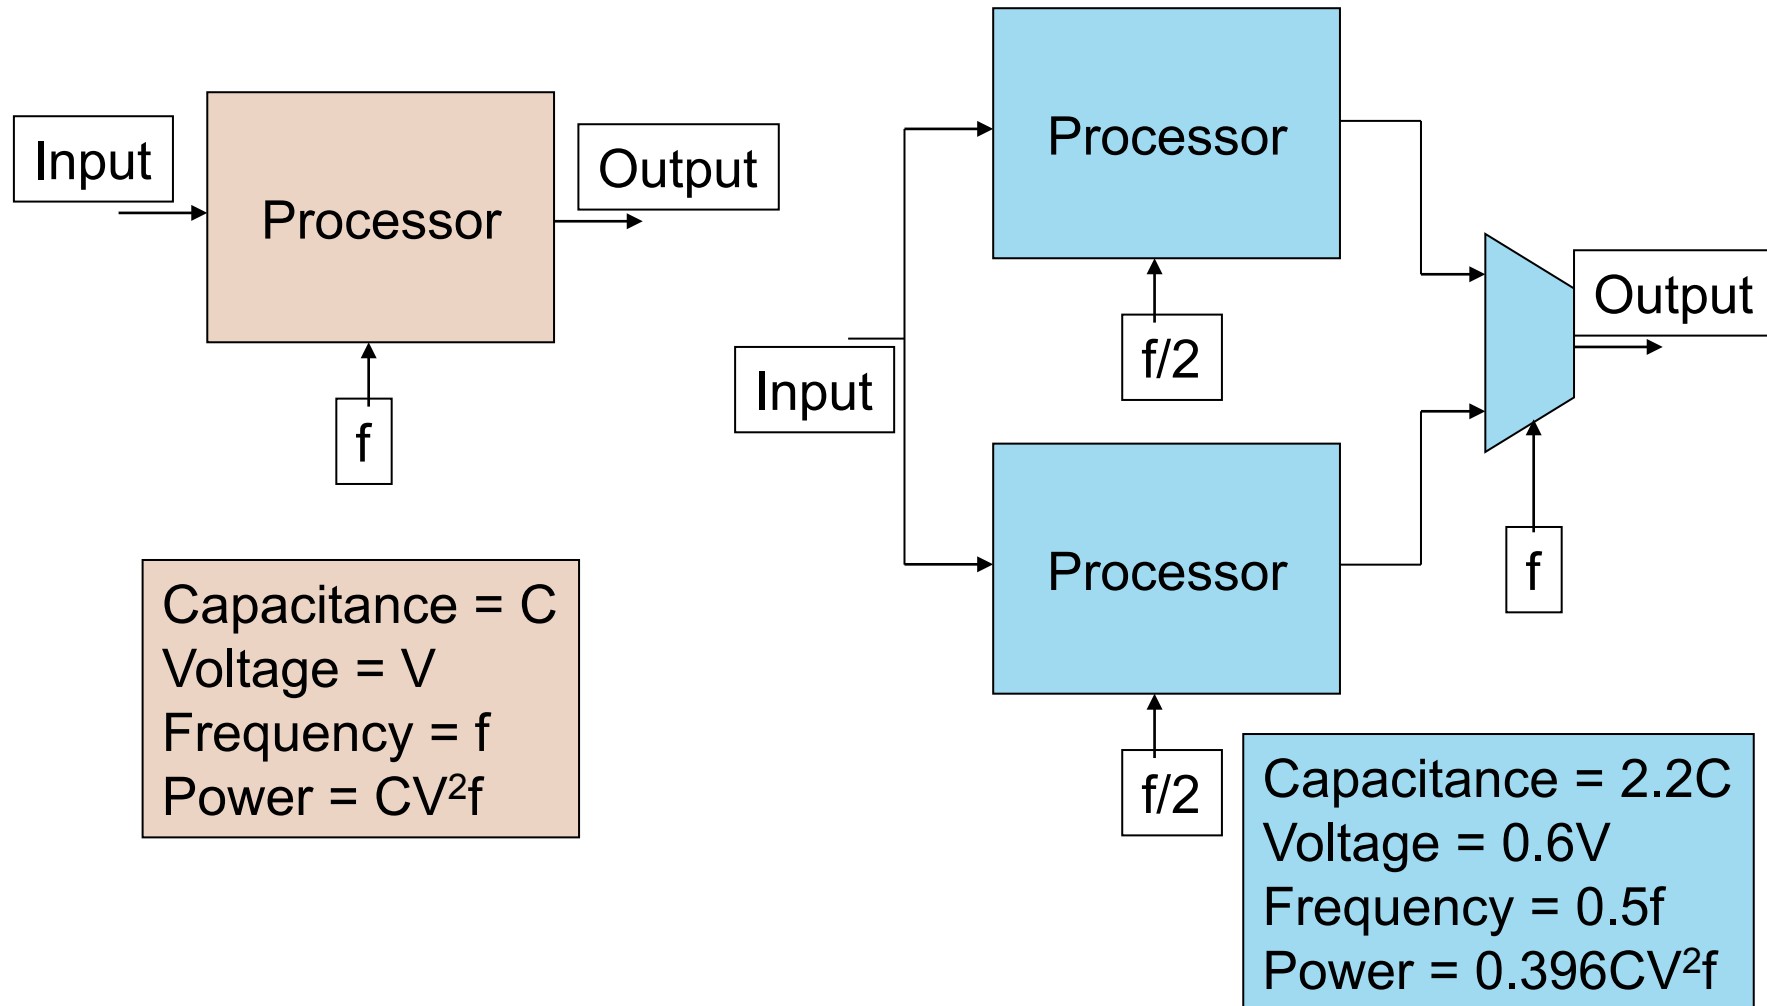 Input
Processor
Output
f
Capacitance = C
Voltage = V
Frequency = f
Power = CV²f
Processor
f/2
Input
Output
Processor
f
f/2
Capacitance = 2.2C
Voltage = 0.6V
Frequency = 0.5f
Power = 0.396CV²f